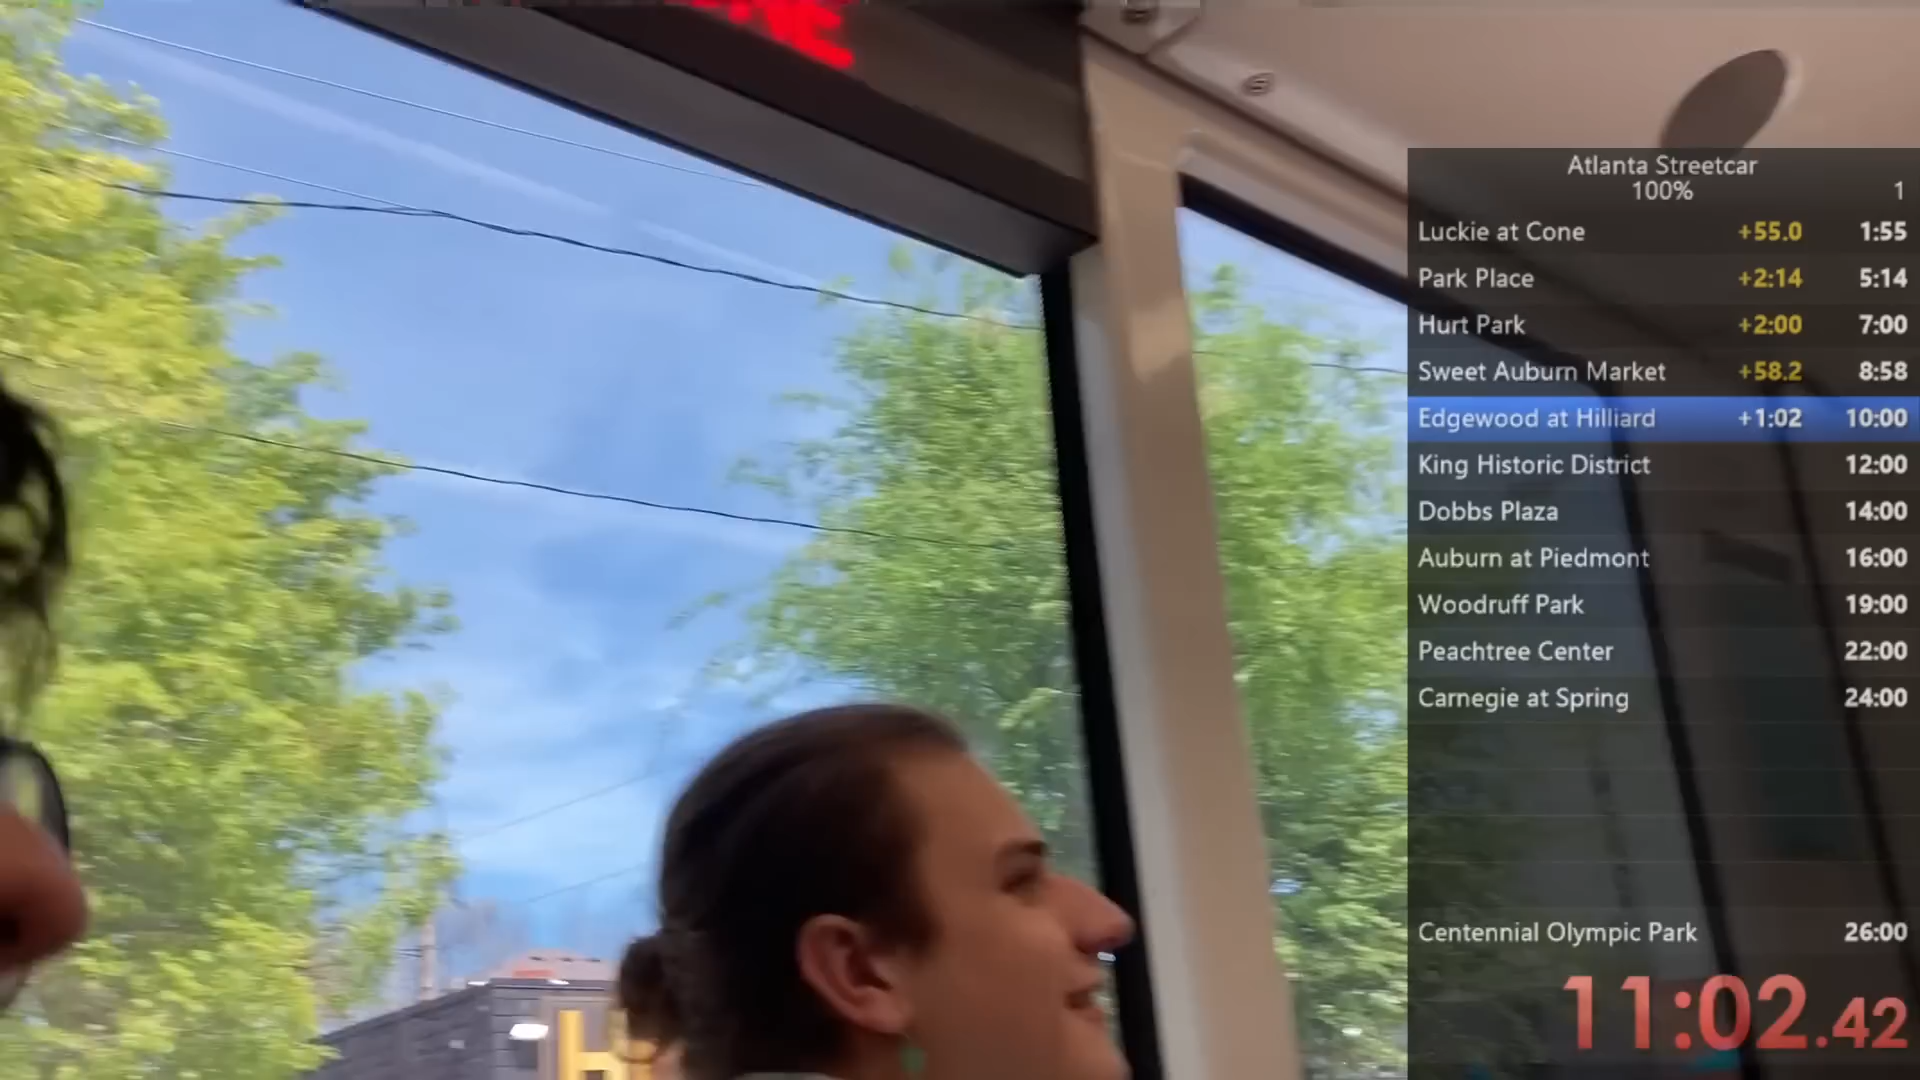 Atlanta Streetcar
100% 1
Luckie at Cone +55.0 1:55
Park Place +2:14 5:14
Hurt Park +2:00 7:00
Sweet Auburn Market +58.2 8:58
Edgewood at Hilliard +1:02 10:00
King Historic District 12:00
Dobbs Plaza 14:00
Auburn at Piedmont 16:00
Woodruff Park 19:00
Peachtree Center 22:00
Carnegie at Spring 24:00
Centennial Olympic Park 26:00
11:02.42